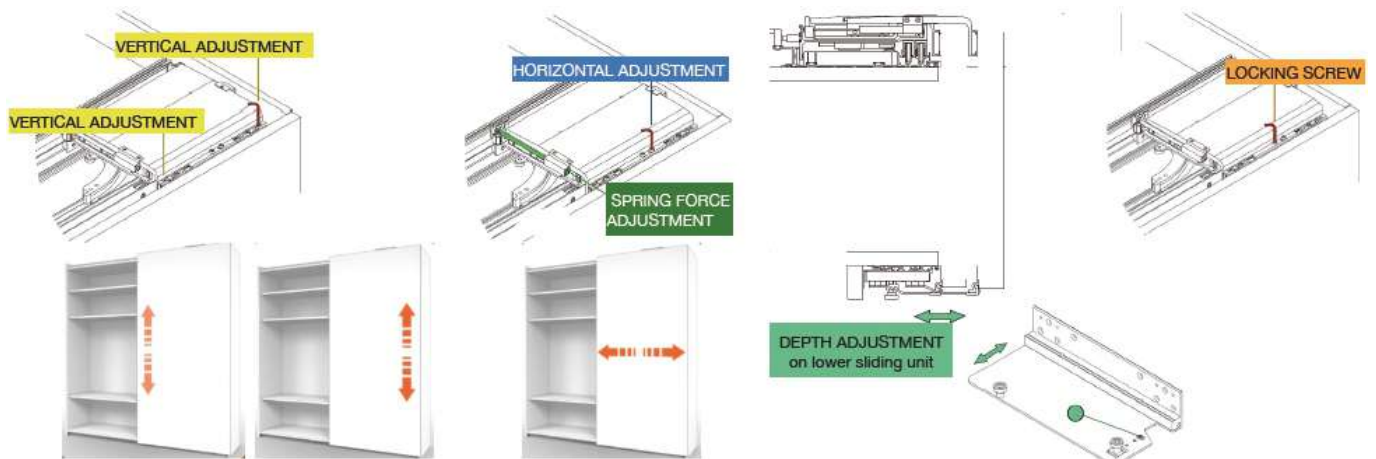 VERTICAL ADJUSTMENT
VERTICAL ADJUSTMENT
HORIZONTAL ADJUSTMENT
SPRING FORCE
ADJUSTMENT
LOCKING SCREW
DEPTH ADJUSTMENT
on lower sliding unit